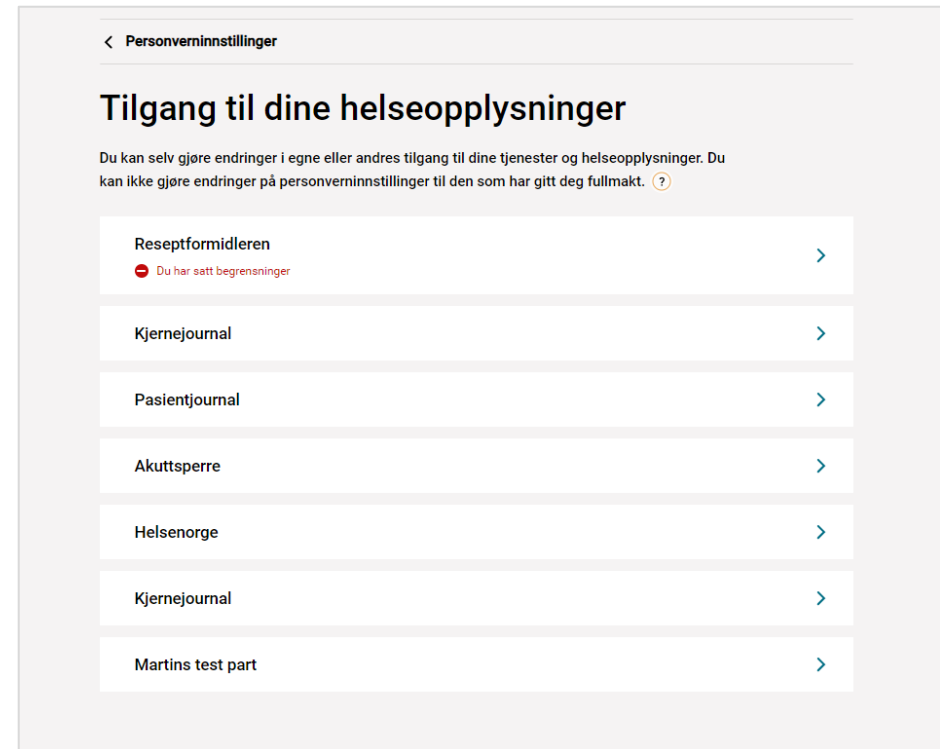 Personverninnstillinger
Tilgang til dine helseopplysninger
Du kan selv gjøre endringer i egne eller andres tilgang til dine tjenester og helseopplysninger. Du
kan ikke gjøre endringer på personverninnstillinger til den som har gitt deg fullmakt. ?
Reseptformidleren
Du har satt begrensninger
Kjernejournal
Pasientjournal
Akuttsperre
Helsenorge
Kjernejournal
Martins test part